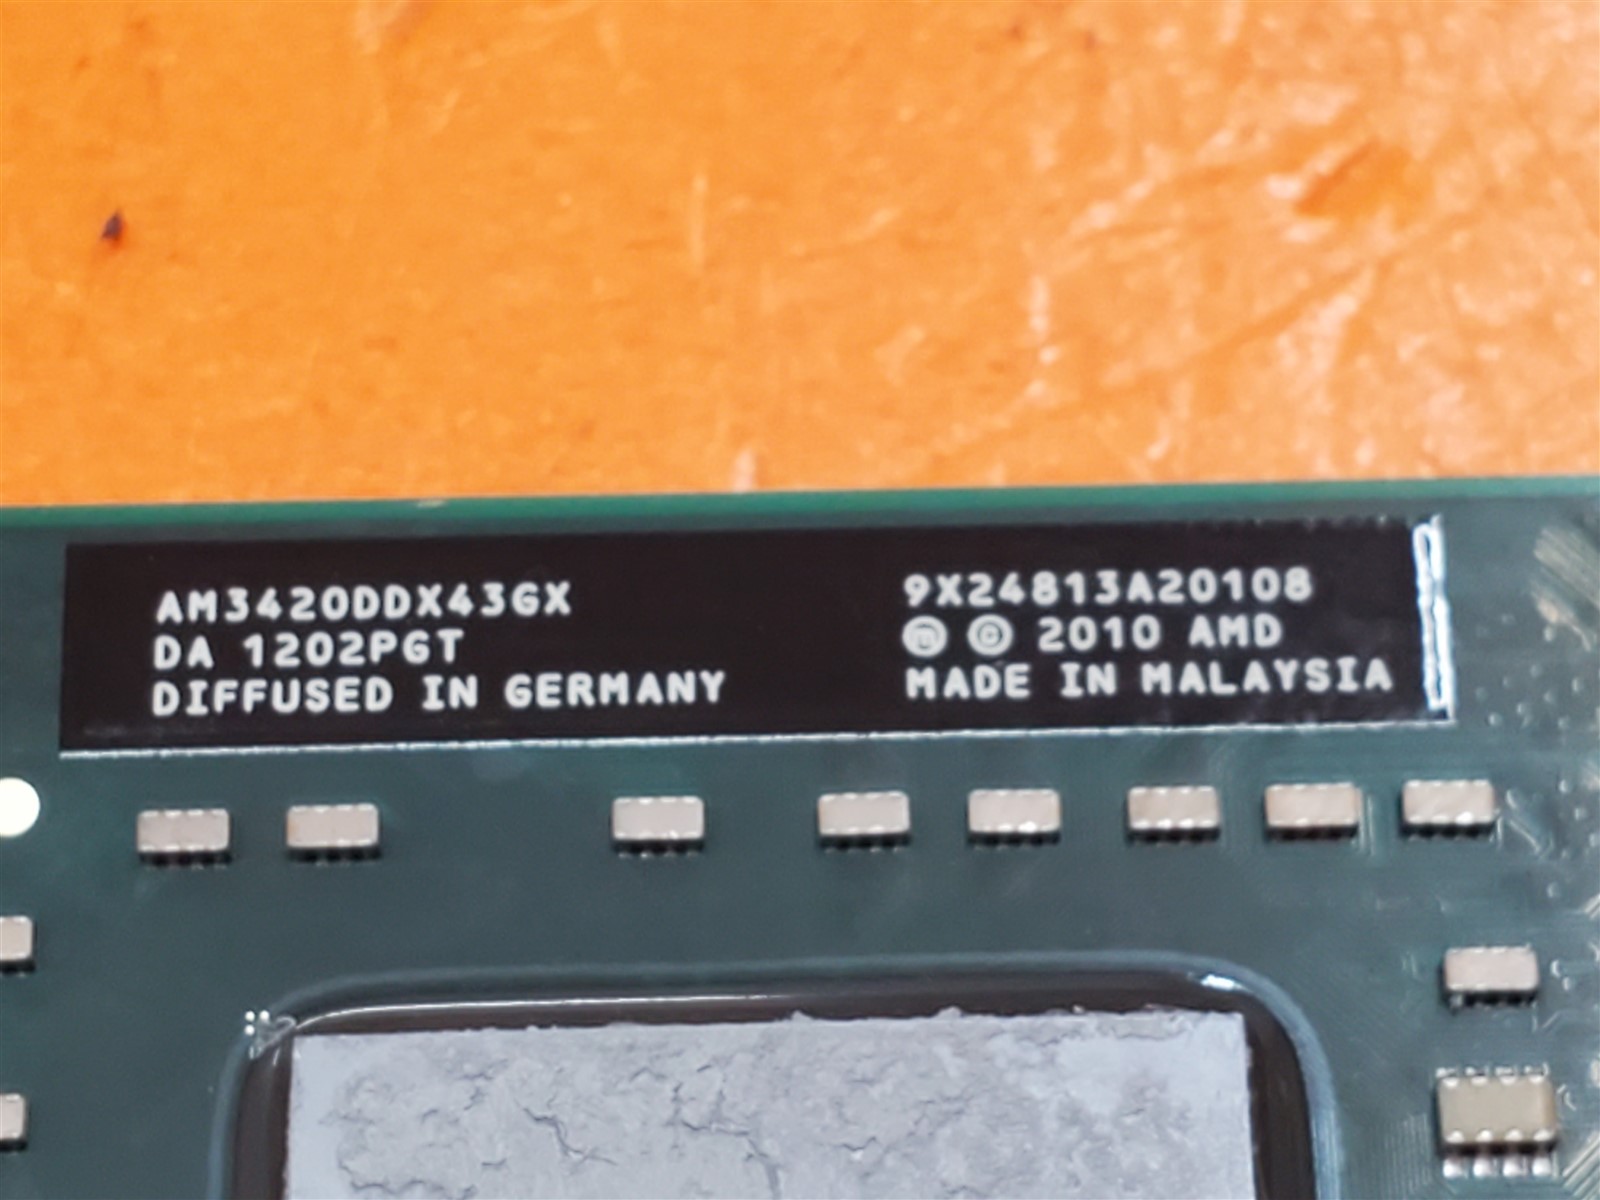 AM3420DDX43GX
DA 1202PGT
DIFFUSED IN GERMANY
9X24813A20108
ⓜ © 2010 AMD
MADE IN MALAYSIA